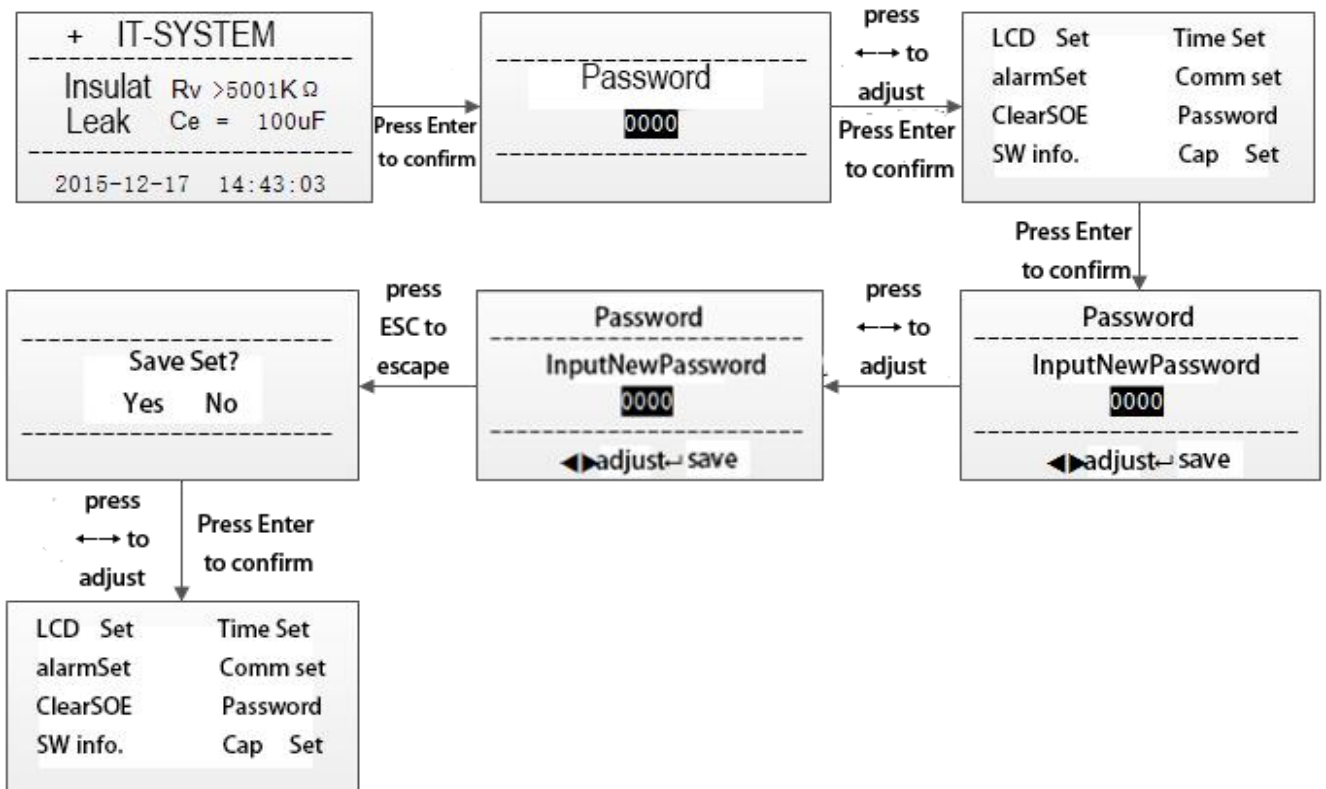 + IT-SYSTEM
Insulat Rv >5001KΩ
Leak Ce = 100uF
2015-12-17 14:43:03
Press Enter
to confirm
Password
0000
press
←→ to
adjust
Press Enter
to confirm
LCD Set Time Set
alarmSet Comm set
ClearSOE Password
SW info. Cap Set
Press Enter
to confirm
Password
InputNewPassword
0000
◀▶adjust↵ save
press
←→ to
adjust
Password
InputNewPassword
0000
◀▶adjust↵ save
press
ESC to
escape
Save Set?
Yes No
press
←→ to
adjust
Press Enter
to confirm
LCD Set Time Set
alarmSet Comm set
ClearSOE Password
SW info. Cap Set